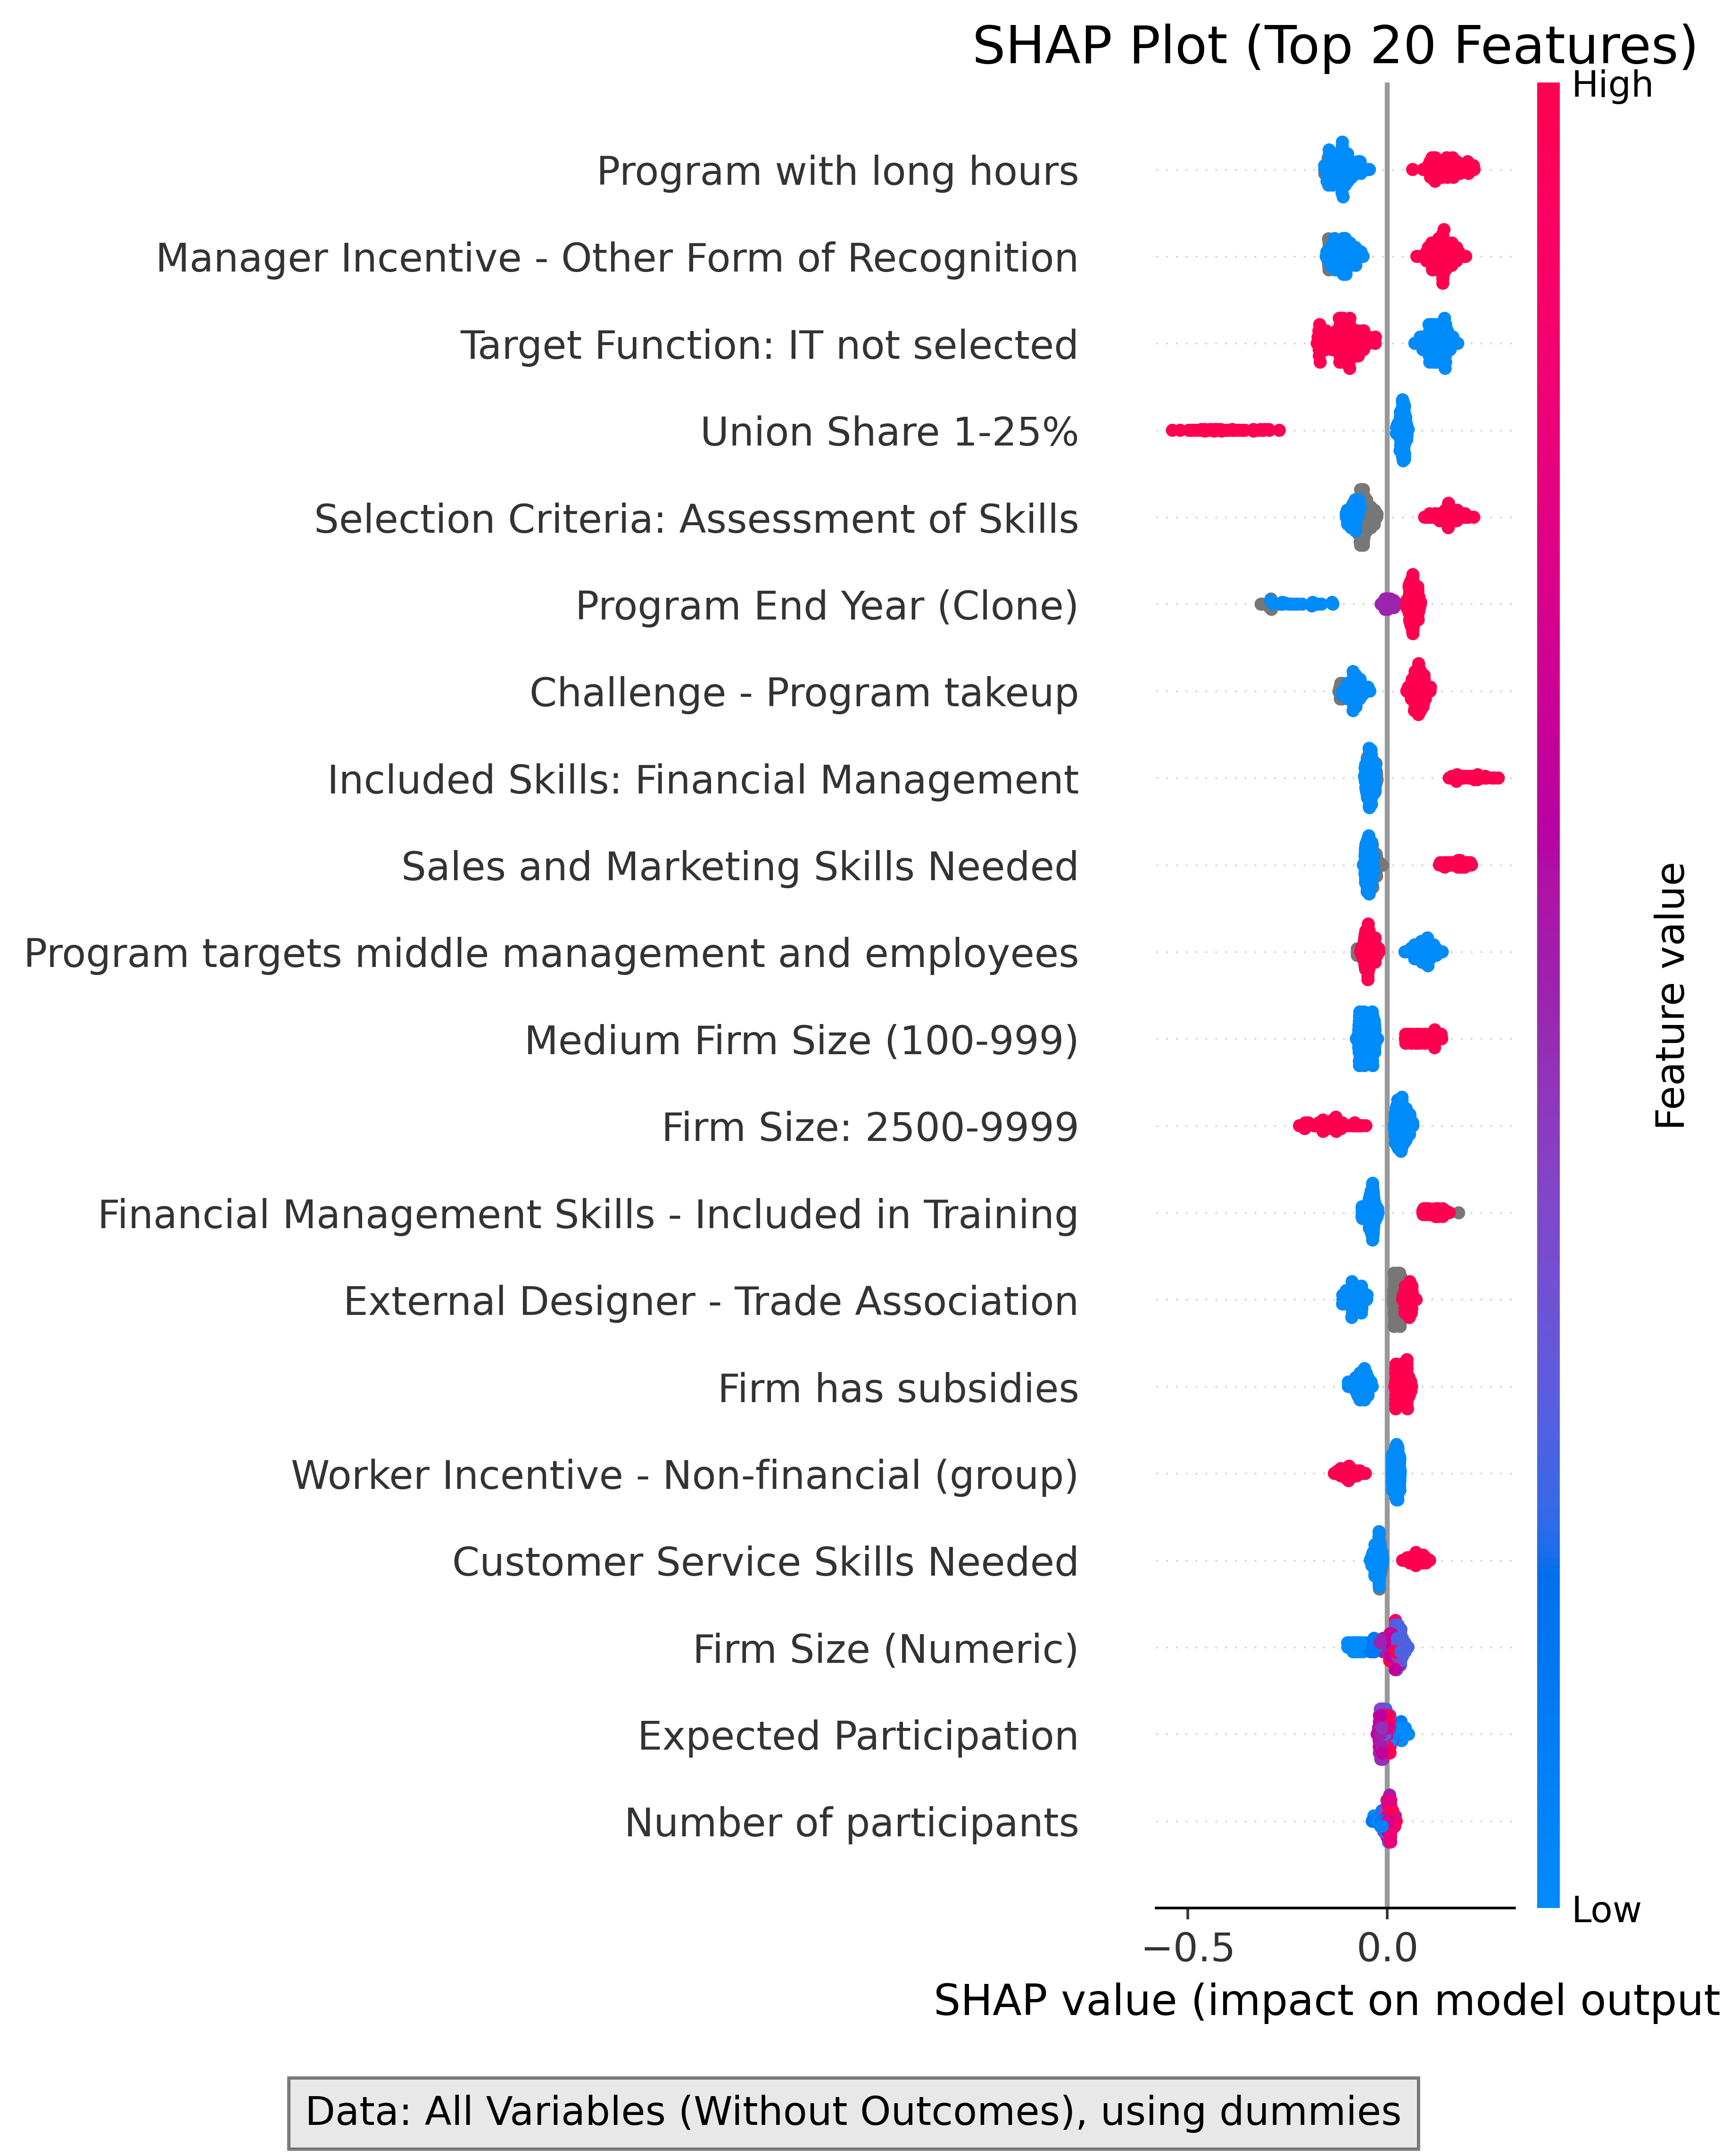 SHAP Plot (Top 20 Features)
High
Program with long hours
Manager Incentive - Other Form of Recognition
Target Function: IT not selected
Union Share 1-25%
Selection Criteria: Assessment of Skills
Program End Year (Clone)
Challenge - Program takeup
Included Skills: Financial Management
Sales and Marketing Skills Needed
Program targets middle management and employees
Medium Firm Size (100-999)
Firm Size: 2500-9999
Financial Management Skills - Included in Training
External Designer - Trade Association
Firm has subsidies
Worker Incentive - Non-financial (group)
Customer Service Skills Needed
Firm Size (Numeric)
Expected Participation
Number of participants
Feature value
Low
−0.5 0.0
SHAP value (impact on model output
Data: All Variables (Without Outcomes), using dummies